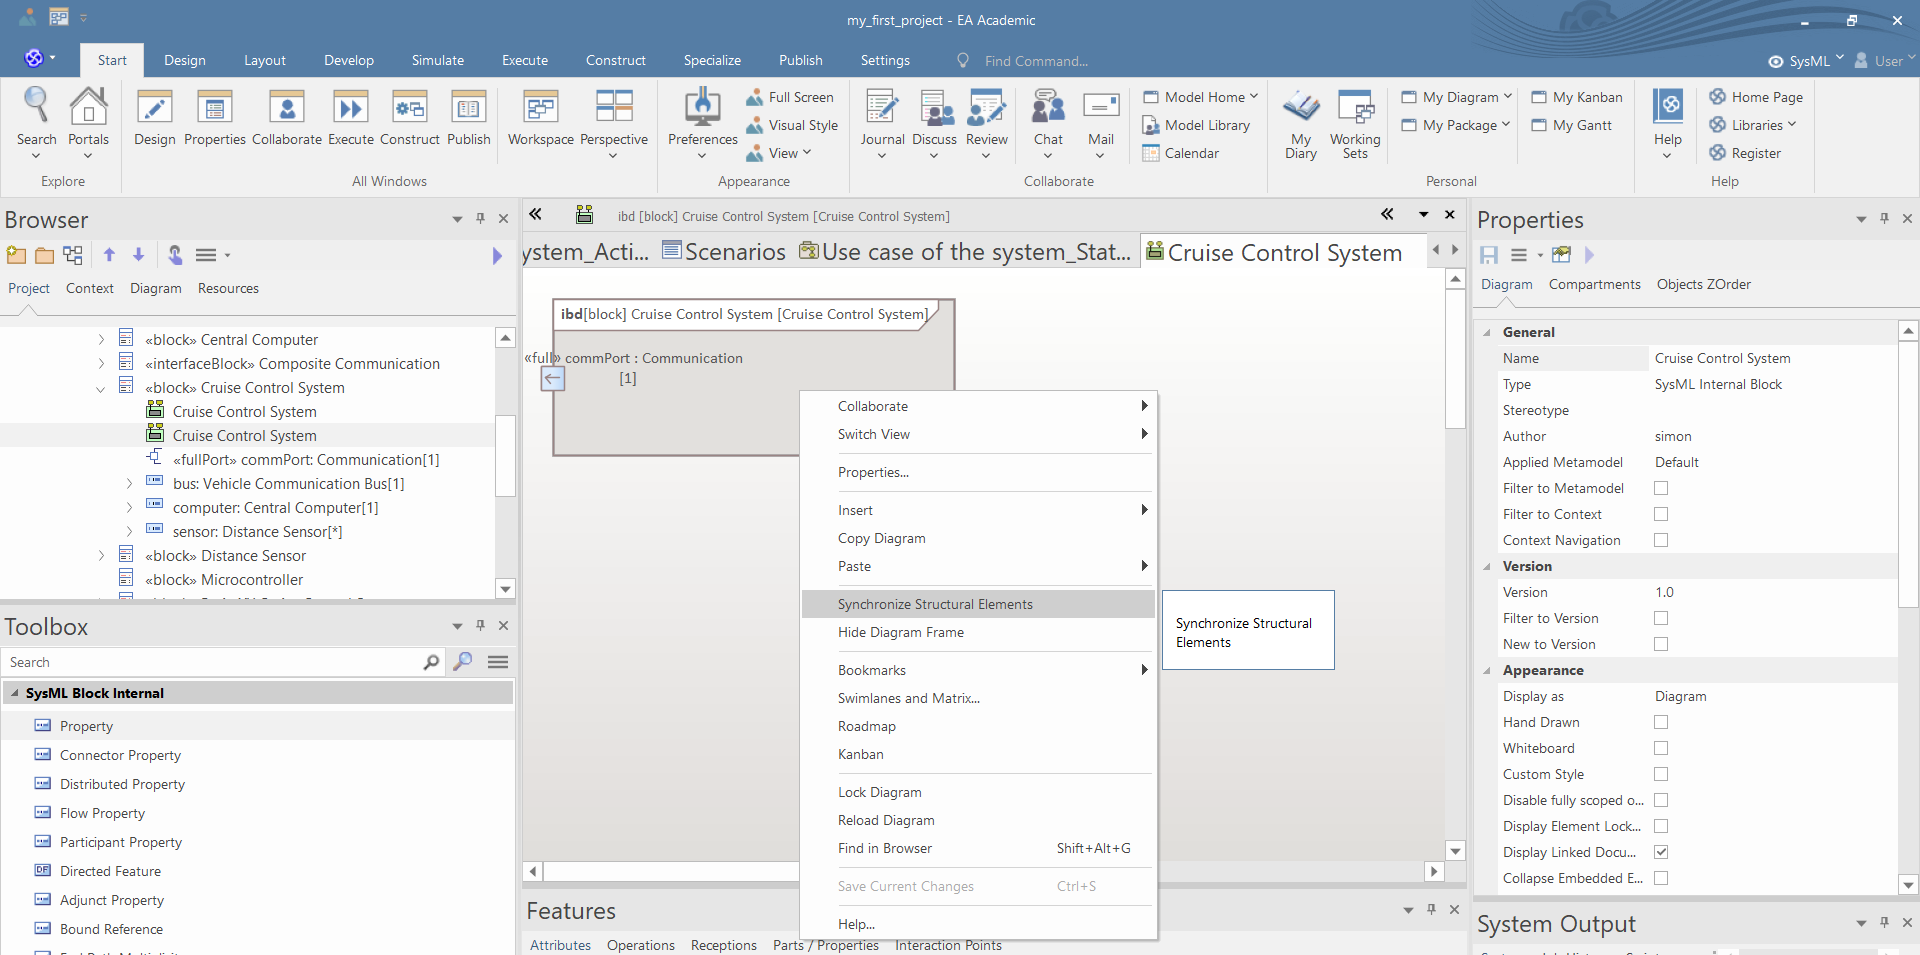 my_first_project - EA Academic
Start Design Layout Develop Simulate Execute Construct Specialize Publish Settings Find Command... SysML User
Search Portals Design Properties Collaborate Execute Construct Publish Workspace Perspective Preferences Full Screen Visual Style View Journal Discuss Review Chat Mail Model Home Model Library Calendar My Diary Working Sets My Diagram My Package My Kanban My Gantt Help Home Page Libraries Register
Explore All Windows Appearance Collaborate Personal Help
Browser
Project Context Diagram Resources
«block» Central Computer
«interfaceBlock» Composite Communication
«block» Cruise Control System
Cruise Control System
Cruise Control System
«fullPort» commPort: Communication[1]
bus: Vehicle Communication Bus[1]
computer: Central Computer[1]
sensor: Distance Sensor[*]
«block» Distance Sensor
«block» Microcontroller
Toolbox
Search
SysML Block Internal
Property
Connector Property
Distributed Property
Flow Property
Participant Property
DF Directed Feature
Adjunct Property
Bound Reference
ibd [block] Cruise Control System [Cruise Control System]
ystem_Acti... Scenarios Use case of the system_Stat... Cruise Control System
ibd[block] Cruise Control System [Cruise Control System]
«full» commPort : Communication
[1]
Collaborate
Switch View
Properties...
Insert
Copy Diagram
Paste
Synchronize Structural Elements
Hide Diagram Frame
Bookmarks
Swimlanes and Matrix...
Roadmap
Kanban
Lock Diagram
Reload Diagram
Find in Browser Shift+Alt+G
Save Current Changes Ctrl+S
Help...
Synchronize Structural
Elements
Features
Attributes Operations Receptions Parts / Properties Interaction Points
Properties
Diagram Compartments Objects ZOrder
General
Name Cruise Control System
Type SysML Internal Block
Stereotype
Author simon
Applied Metamodel Default
Filter to Metamodel
Filter to Context
Context Navigation
Version
Version 1.0
Filter to Version
New to Version
Appearance
Display as Diagram
Hand Drawn
Whiteboard
Custom Style
Disable fully scoped o...
Display Element Lock...
Display Linked Docu...
Collapse Embedded E...
System Output